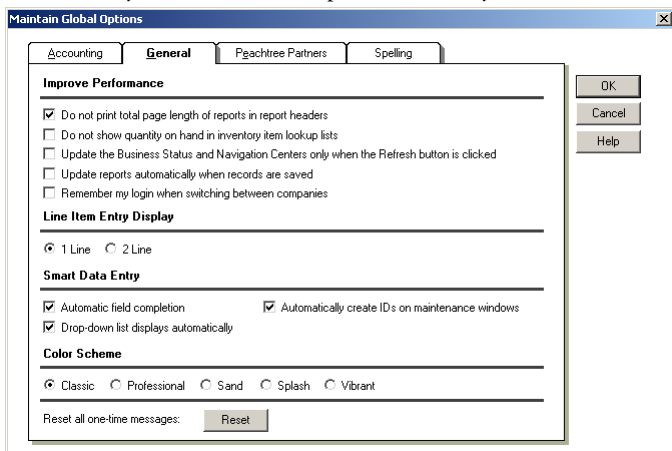 Maintain Global Options
Accounting General Peachtree Partners Spelling
Improve Performance
OK
Do not print total page length of reports in report headers
Cancel
Do not show quantity on hand in inventory item lookup lists
Help
Update the Business Status and Navigation Centers only when the Refresh button is clicked
Update reports automatically when records are saved
Remember my login when switching between companies
Line Item Entry Display
1 Line 2 Line
Smart Data Entry
Automatic field completion Automatically create IDs on maintenance windows
Drop-down list displays automatically
Color Scheme
Classic Professional Sand Splash Vibrant
Reset all one-time messages: Reset